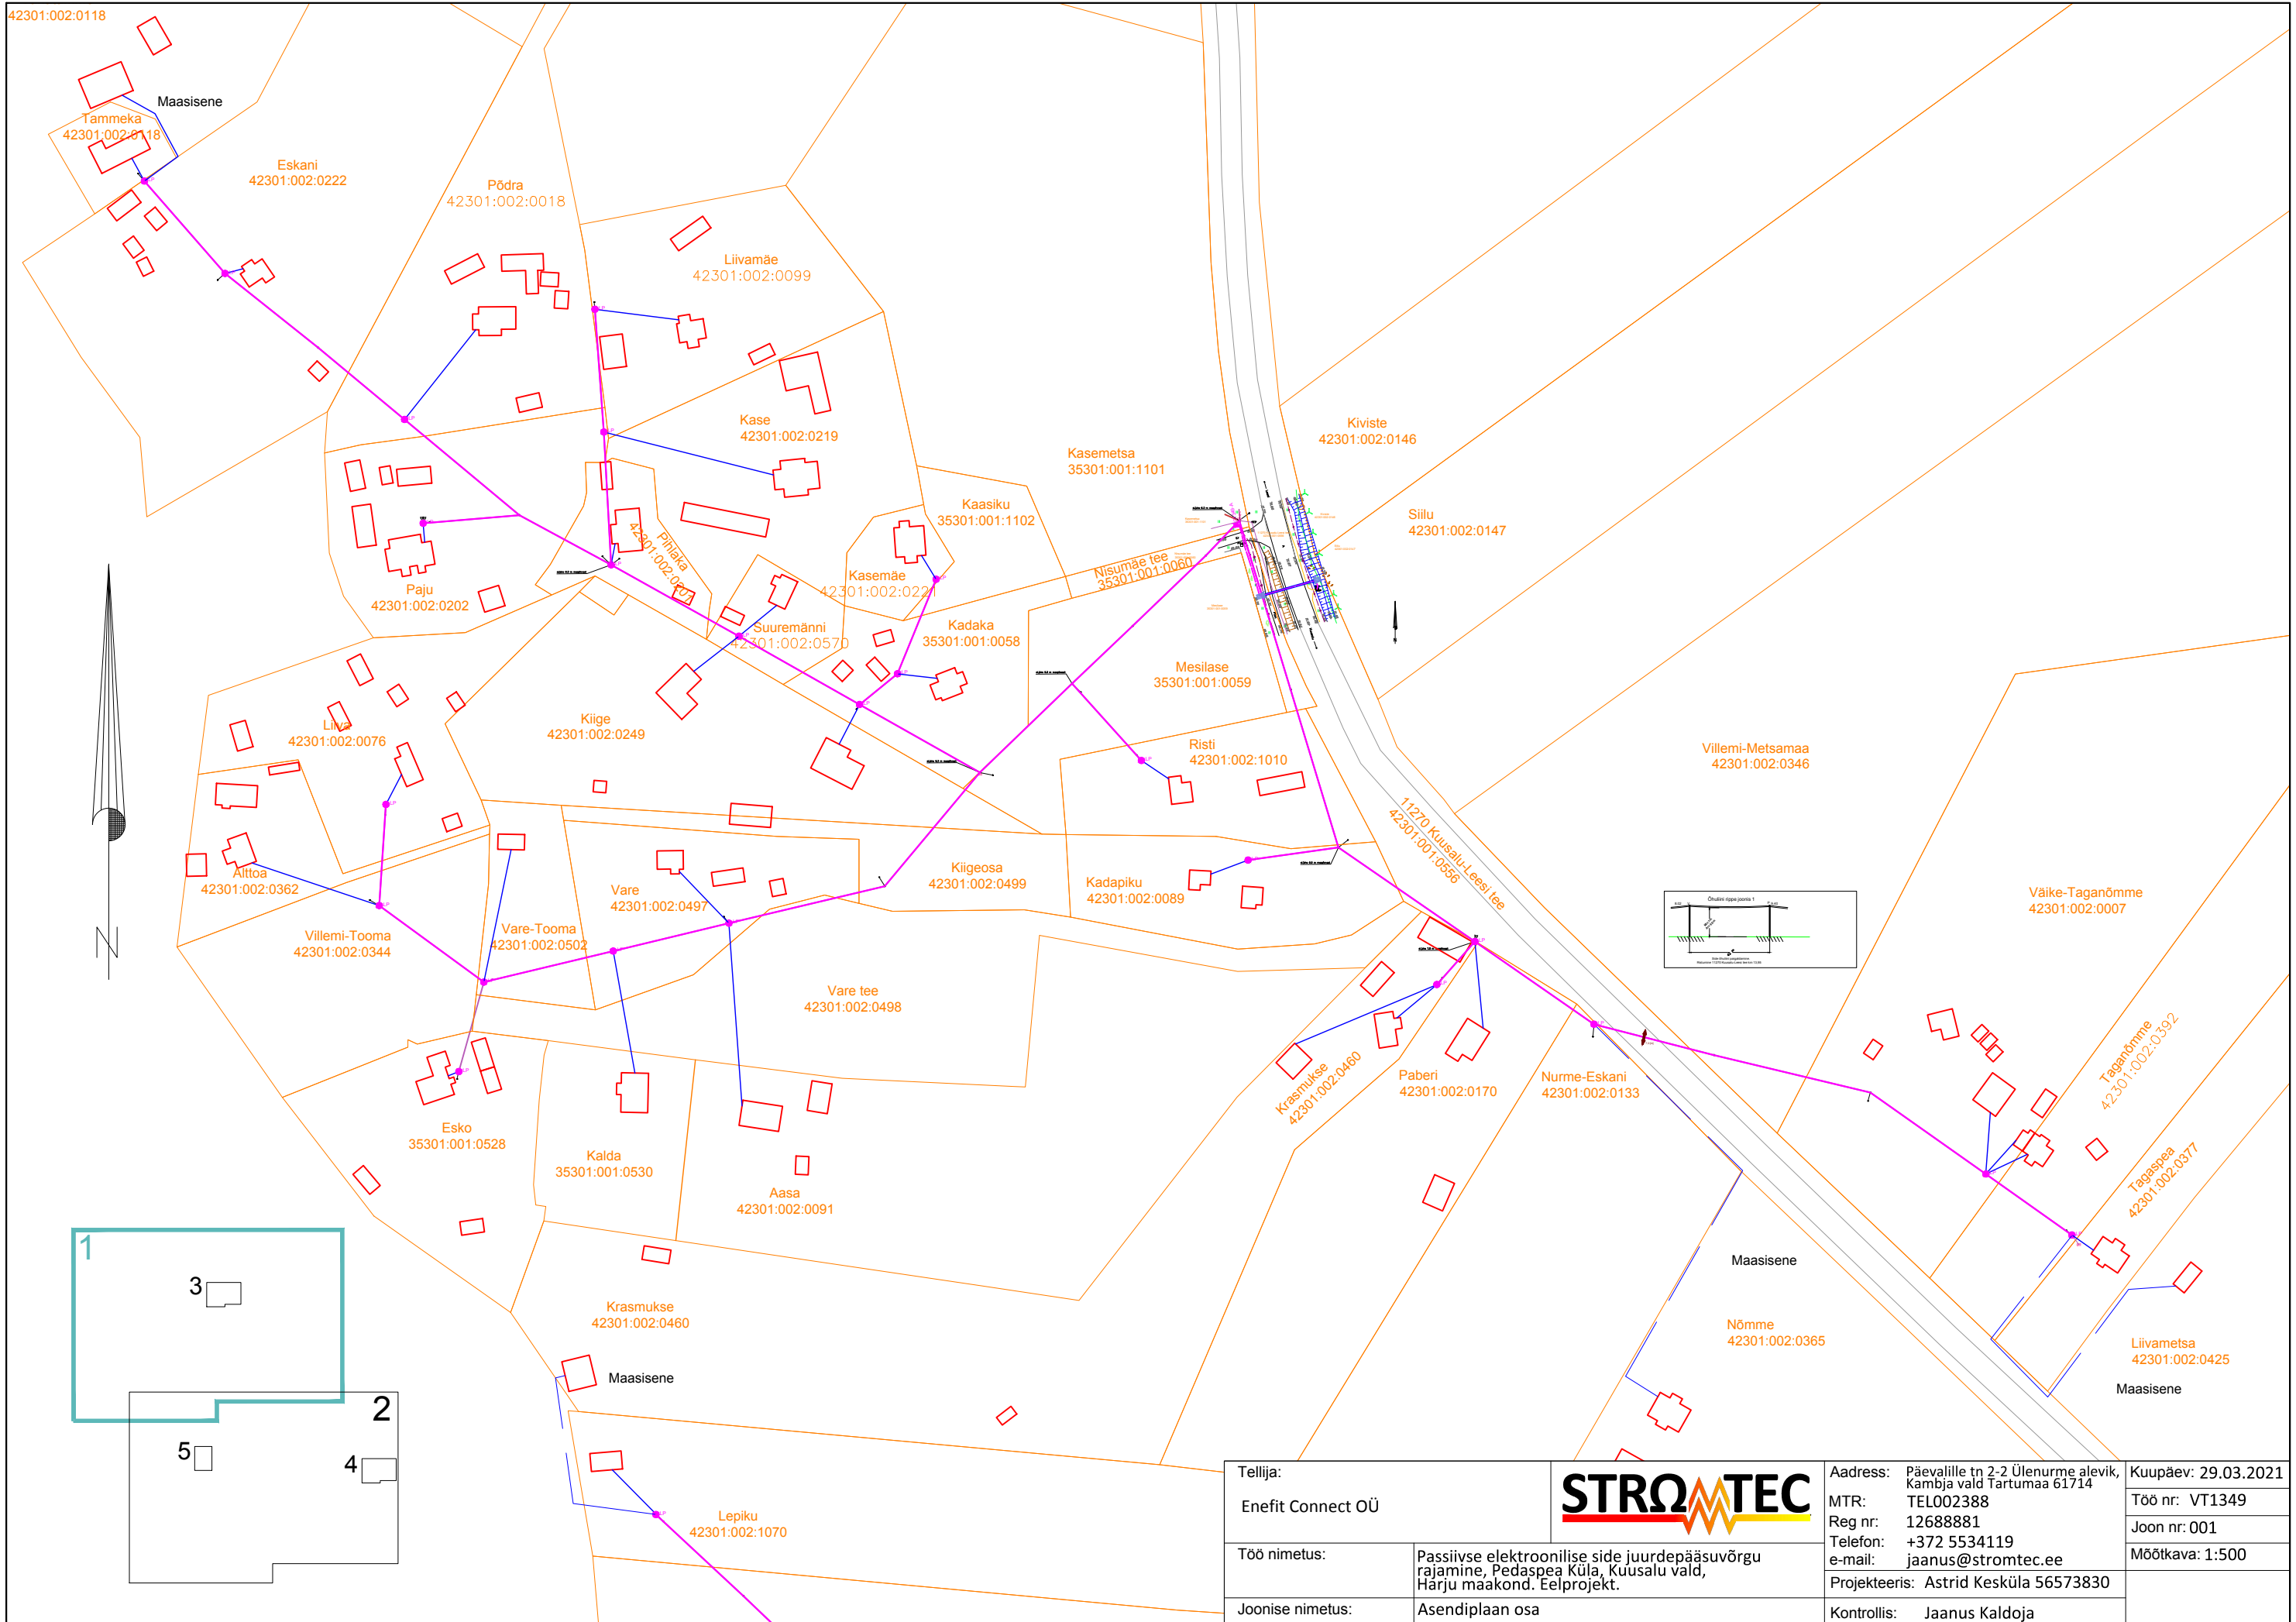 42301:002:0118
Maasisene
Tammeka
42301:002:0118
Eskani
42301:002:0222
Põdra
42301:002:0018
Liivamäe
42301:002:0099
Kase
42301:002:0219
Kasemetsa
35301:001:1101
Kiviste
42301:002:0146
Siilu
42301:002:0147
Kaasiku
35301:001:1102
Pihlaka
42301:002:0201
Nisumäe tee
35301:001:0060
Kasemäe
42301:002:0221
Paju
42301:002:0202
Suuremänni
42301:002:0570
Kadaka
35301:001:0058
Mesilase
35301:001:0059
Liiva
42301:002:0076
Kiige
42301:002:0249
Risti
42301:002:1010
Villemi-Metsamaa
42301:002:0346
11270 Kuusalu-Leesi tee
42301:001:0556
Alttoa
42301:002:0362
Vare
42301:002:0497
Kiigeosa
42301:002:0499
Kadapiku
42301:002:0089
Väike-Taganõmme
42301:002:0007
Õhuliini rippe joonis 1
Villemi-Tooma
42301:002:0344
Vare-Tooma
42301:002:0502
N
Vare tee
42301:002:0498
Taganõmme
42301:002:0392
Krasmukse
42301:002:0460
Paberi
42301:002:0170
Nurme-Eskani
42301:002:0133
Esko
35301:001:0528
Kalda
35301:001:0530
Aasa
42301:002:0091
Tagaspea
42301:002:0377
Maasisene
1
3
2
5
4
Krasmukse
42301:002:0460
Nõmme
42301:002:0365
Liivametsa
42301:002:0425
Maasisene
Maasisene
Lepiku
42301:002:1070
Tellija:
Enefit Connect OÜ
STROMTEC
Aadress: Päevalille tn 2-2 Ülenurme alevik,
Kambja vald Tartumaa 61714
MTR: TEL002388
Reg nr: 12688881
Telefon: +372 5534119
e-mail: jaanus@stromtec.ee
Projekteeris: Astrid Kesküla 56573830
Kontrollis: Jaanus Kaldoja
Kuupäev: 29.03.2021
Töö nr: VT1349
Joon nr: 001
Mõõtkava: 1:500
Töö nimetus:
Passiivse elektroonilise side juurdepääsuvõrgu
rajamine, Pedaspea Küla, Kuusalu vald,
Harju maakond. Eelprojekt.
Joonise nimetus:
Asendiplaan osa